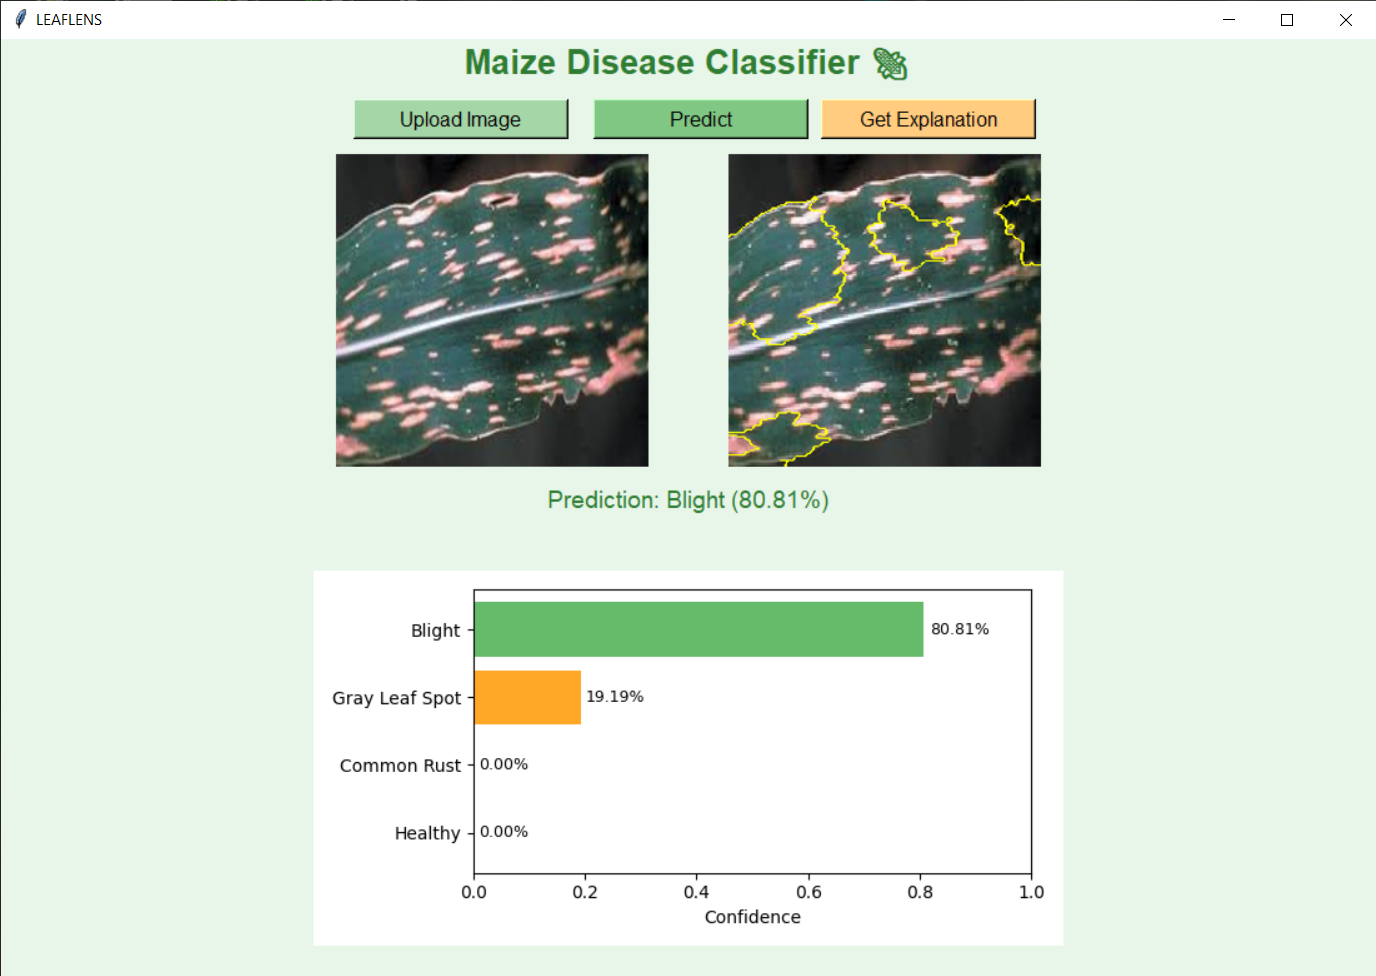 LEAFLENS
Maize Disease Classifier 🌽
Upload Image
Predict
Get Explanation
Prediction: Blight (80.81%)
Blight
80.81%
Gray Leaf Spot
19.19%
Common Rust
0.00%
Healthy
0.00%
0.0 0.2 0.4 0.6 0.8 1.0
Confidence